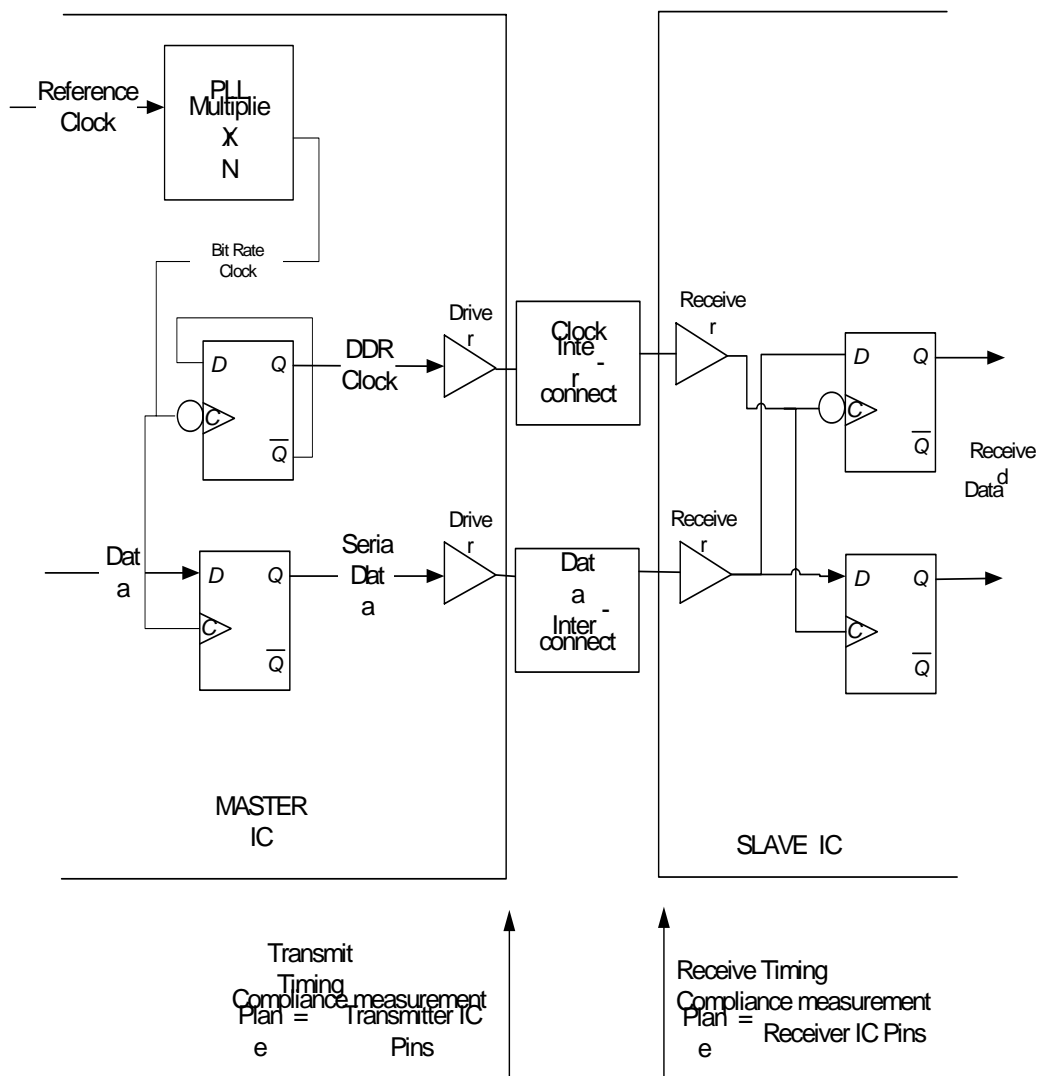 Reference
Clock
PLL
Multiplie
r
X
N
Bit Rate
Clock
D
Q
C
Q
DDR
Clock
Drive
r
Clock
Inte
r -
connect
Receive
r
D
Q
C
Q
Receive
d
Data
Dat
a
D
Q
C
Q
Seria
l
Dat
a
Drive
r
Dat
a
Inter -
connect
Receive
r
D
Q
C
Q
MASTER
IC
SLAVE IC
Transmit
Timing
Compliance measurement
Plan = Transmitter IC
e Pins
Receive Timing
Compliance measurement
Plan =
e Receiver IC Pins